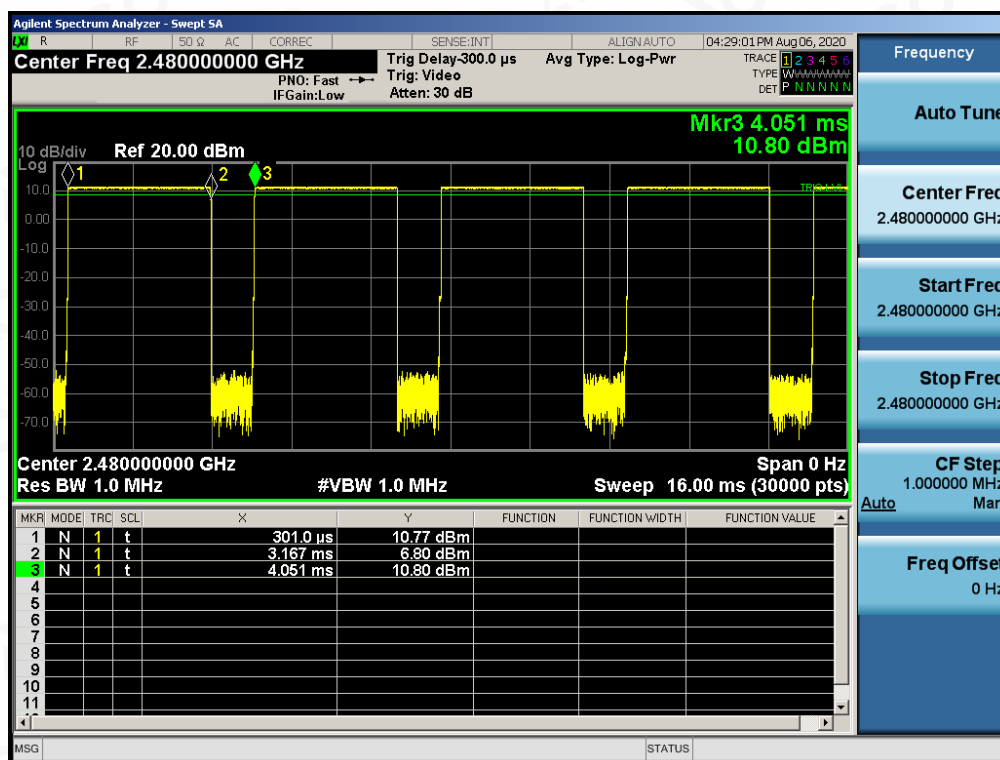 Agilent Spectrum Analyzer - Swept SA
LXI R RF 50 Ω AC CORREC SENSE:INT ALIGN AUTO 04:29:01 PM Aug 06, 2020
Center Freq 2.480000000 GHz
PNO: Fast
IFGain:Low
Trig Delay-300.0 µs
Trig: Video
Atten: 30 dB
Avg Type: Log-Pwr
TRACE 1 2 3 4 5 6
TYPE W
DET P N N N N N
Mkr3 4.051 ms
10.80 dBm
10 dB/div Ref 20.00 dBm
Log
1
2
3
10.0
0.00
-10.0
-20.0
-30.0
-40.0
-50.0
-60.0
-70.0
Center 2.480000000 GHz Span 0 Hz
Res BW 1.0 MHz #VBW 1.0 MHz Sweep 16.00 ms (30000 pts)
MKR MODE TRC SCL X Y FUNCTION FUNCTION WIDTH FUNCTION VALUE
1 N 1 t 301.0 µs 10.77 dBm
2 N 1 t 3.167 ms 6.80 dBm
3 N 1 t 4.051 ms 10.80 dBm
4
5
6
7
8
9
10
11
MSG STATUS
Frequency
Auto Tune
Center Freq
2.480000000 GHz
Start Freq
2.480000000 GHz
Stop Freq
2.480000000 GHz
CF Step
1.000000 MHz
Auto Man
Freq Offset
0 Hz